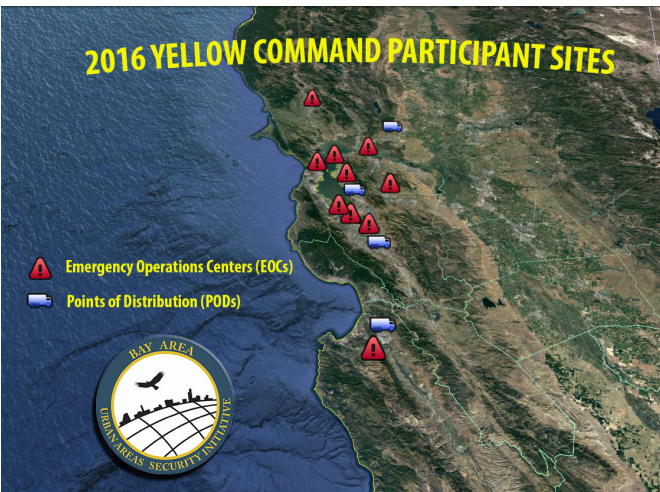 2016 YELLOW COMMAND PARTICIPANT SITES
Emergency Operations Centers (EOCs)
Points of Distribution (PODs)
BAY AREA
URBAN AREAS SECURITY INITIATIVE